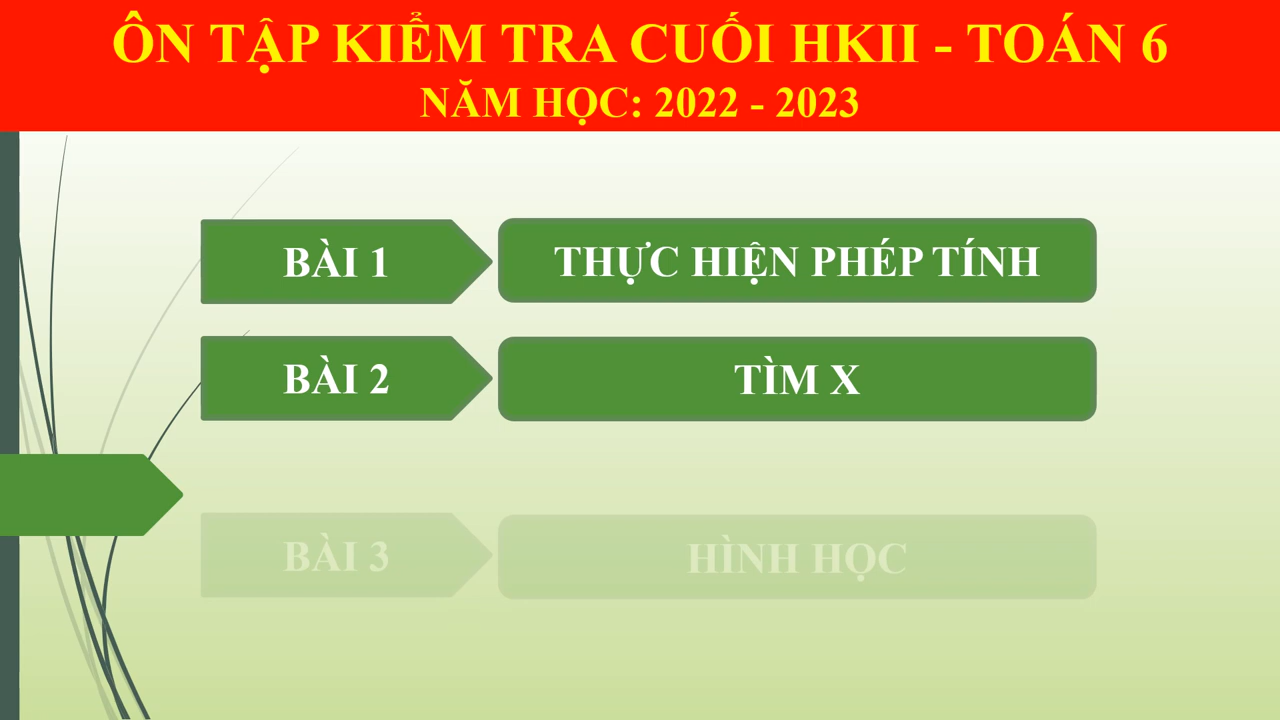 ÔN TẬP KIỂM TRA CUỐI HKII - TOÁN 6
NĂM HỌC: 2022 - 2023
BÀI 1
THỰC HIỆN PHÉP TÍNH
BÀI 2
TÌM X
BÀI 3
HÌNH HỌC